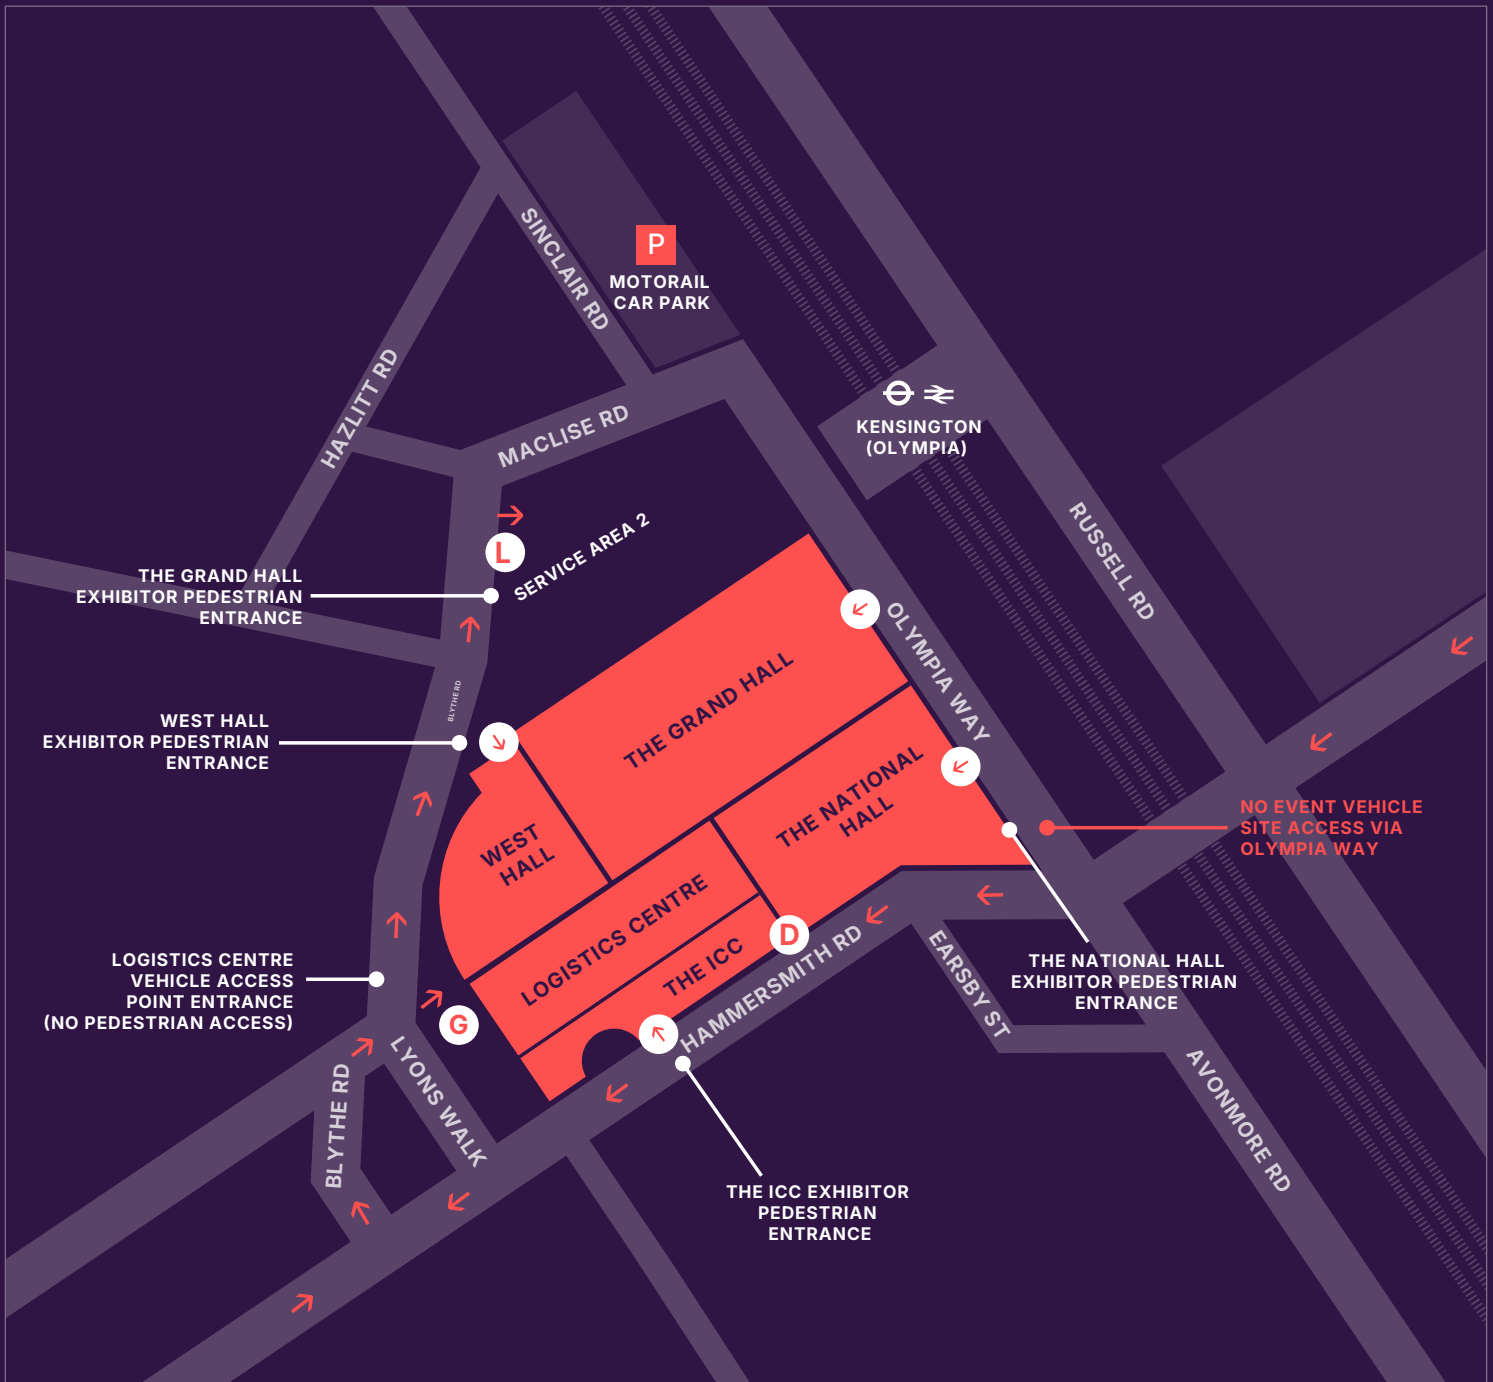 SINCLAIR RD
P
MOTORAIL
CAR PARK
HAZLITT RD
MACLISE RD
KENSINGTON
(OLYMPIA)
RUSSELL RD
L
SERVICE AREA 2
THE GRAND HALL
EXHIBITOR PEDESTRIAN
ENTRANCE
OLYMPIA WAY
BLYTHE RD
THE GRAND HALL
WEST HALL
EXHIBITOR PEDESTRIAN
ENTRANCE
THE NATIONAL
HALL
NO EVENT VEHICLE
SITE ACCESS VIA
OLYMPIA WAY
WEST
HALL
LOGISTICS CENTRE
D
THE ICC
HAMMERSMITH RD
EARSBY ST
LOGISTICS CENTRE
VEHICLE ACCESS
POINT ENTRANCE
(NO PEDESTRIAN ACCESS)
THE NATIONAL HALL
EXHIBITOR PEDESTRIAN
ENTRANCE
G
LYONS WALK
BLYTHE RD
AVONMORE RD
THE ICC EXHIBITOR
PEDESTRIAN
ENTRANCE